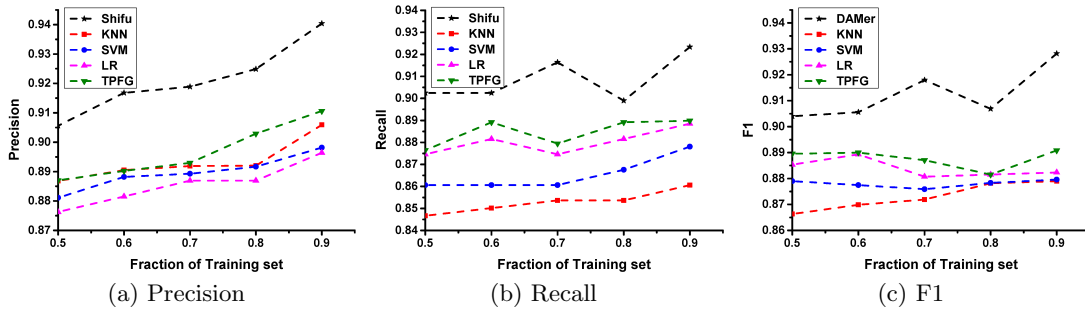 0.94
0.93
0.92
0.91
0.90
0.89
0.88
0.87
Precision
Shifu
KNN
SVM
LR
TPFG
0.5 0.6 0.7 0.8 0.9
Fraction of Training set
(a) Precision
0.94
0.93
0.92
0.91
0.90
0.89
0.88
0.87
0.86
0.85
0.84
Recall
Shifu
KNN
SVM
LR
TPFG
0.5 0.6 0.7 0.8 0.9
Fraction of Training set
(b) Recall
0.94
0.93
0.92
0.91
0.90
0.89
0.88
0.87
0.86
F1
DAMer
KNN
SVM
LR
TPFG
0.5 0.6 0.7 0.8 0.9
Fraction of Training set
(c) F1